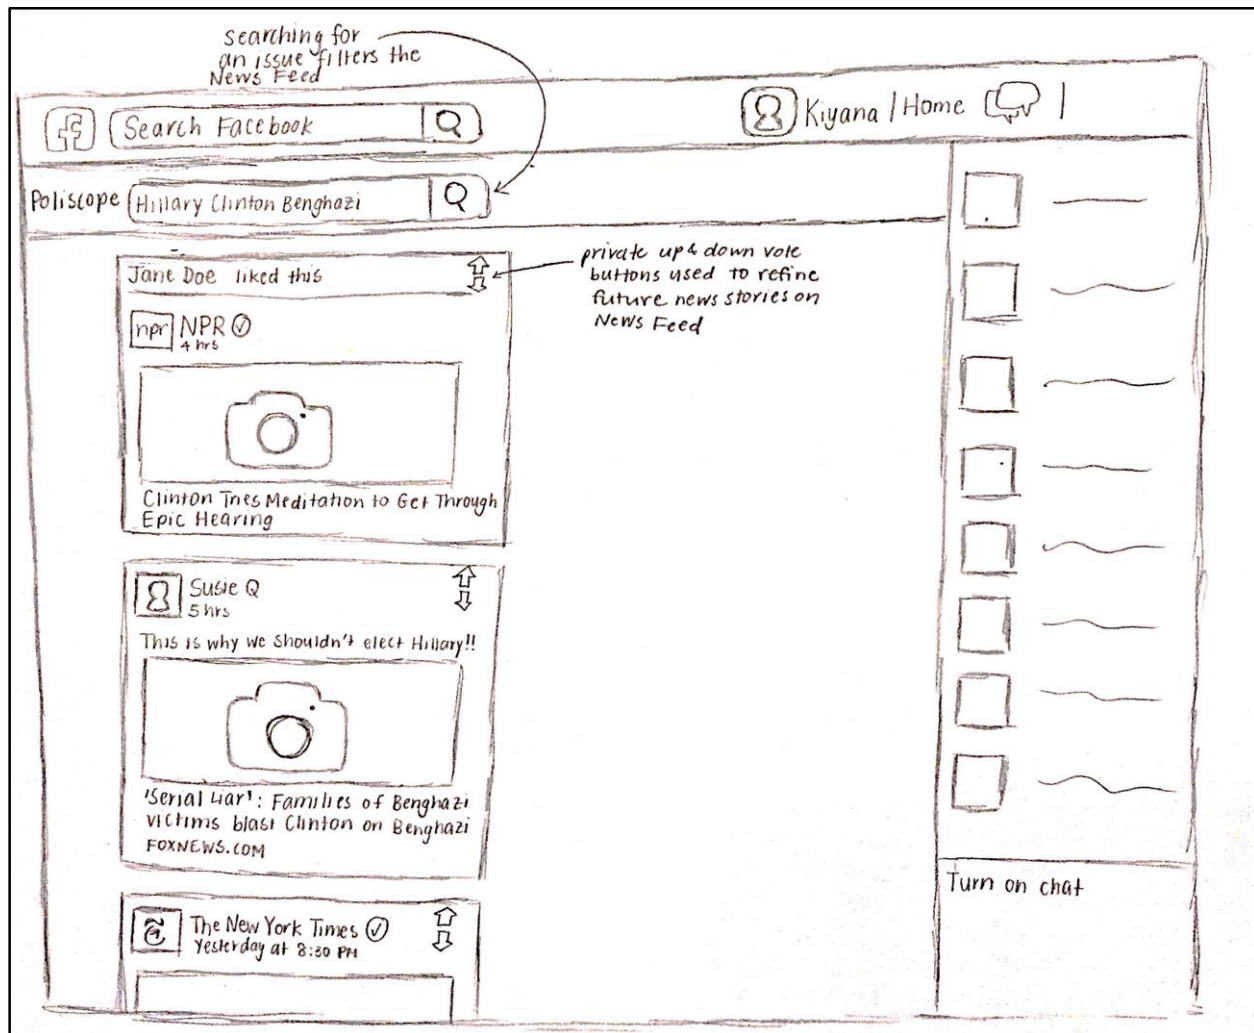 searching for
an issue filters the
News Feed
f
Search Facebook
Kiyana / Home
Poliscope
Hillary Clinton Benghazi
private up & down vote
buttons used to refine
future news stories on
News Feed
Jane Doe liked this
npr NPR
4 hrs
Clinton Tries Meditation to Get Through
Epic Hearing
Susie Q
5 hrs
This is why we shouldn't elect Hillary!!
'Serial Liar': Families of Benghazi
victims blast Clinton on Benghazi
FOXNEWS.COM
The New York Times
Yesterday at 8:30 PM
Turn on chat